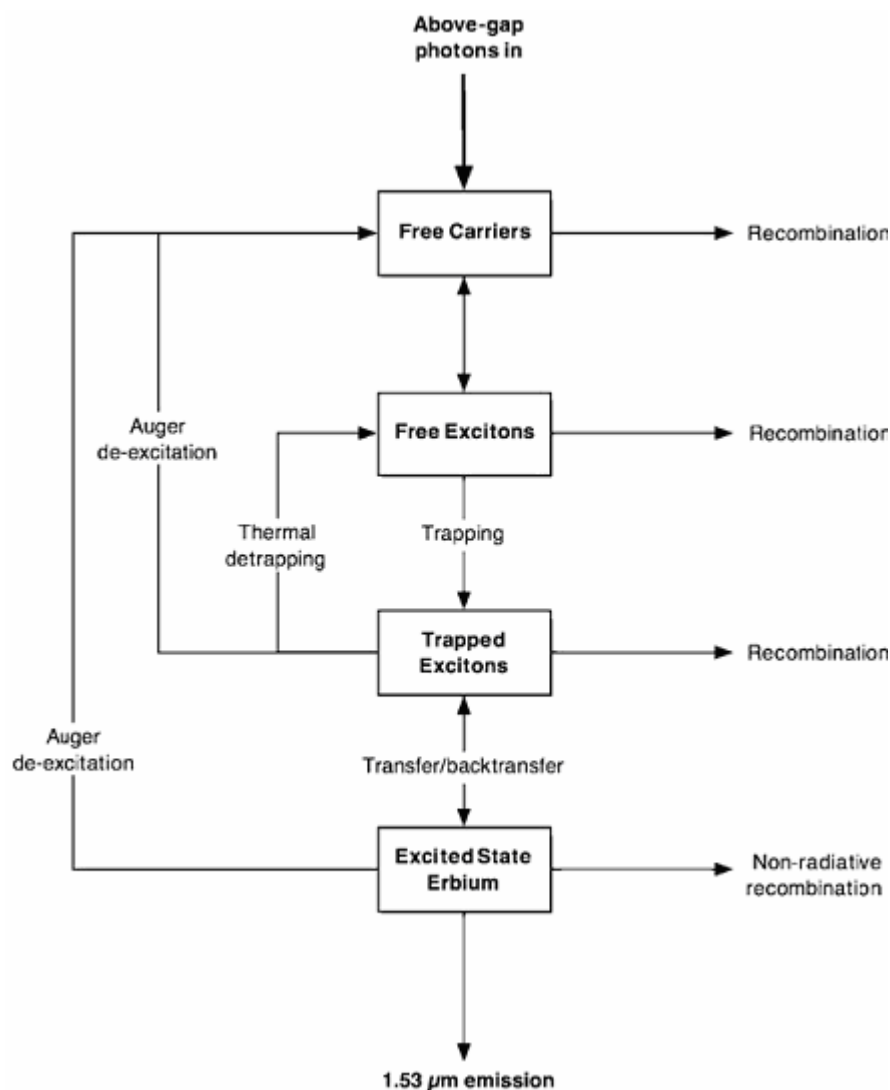 Above-gap
photons in
Free Carriers
Recombination
Auger
de-excitation
Free Excitons
Recombination
Thermal
detrapping
Trapping
Trapped
Excitons
Recombination
Auger
de-excitation
Transfer/backtransfer
Excited State
Erbium
Non-radiative
recombination
1.53 µm emission